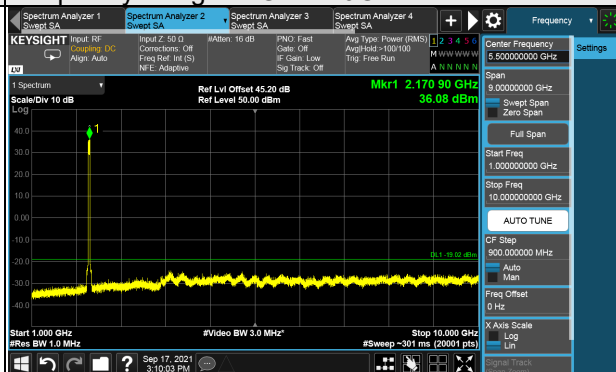 Spectrum Analyzer 1
Swept SA
Spectrum Analyzer 2
Swept SA
Spectrum Analyzer 3
Swept SA
Spectrum Analyzer 4
Swept SA
Frequency
KEYSIGHT
Input: RF
Coupling: DC
Align: Auto
Input Z: 50 Ω
Corrections: Off
Freq Ref: Int (S)
NFE: Adaptive
#Atten: 16 dB
PNO: Fast
Gate: Off
IF Gain: Low
Sig Track: Off
Avg Type: Power (RMS)
Avg|Hold:>100/100
Trig: Free Run
1 2 3 4 5 6
M W W W W W
A N N N N N
LXI
1 Spectrum
Scale/Div 10 dB
Ref Lvl Offset 45.20 dB
Ref Level 50.00 dBm
Mkr1 2.170 90 GHz
36.08 dBm
Log
40.0
30.0
20.0
10.0
0.00
-10.0
-20.0
-30.0
-40.0
1
DL1 -19.02 dBm
Start 1.000 GHz
#Res BW 1.0 MHz
#Video BW 3.0 MHz*
Stop 10.000 GHz
#Sweep ~301 ms (20001 pts)
Sep 17, 2021
3:10:03 PM
Settings
Center Frequency
5.500000000 GHz
Span
9.00000000 GHz
Swept Span
Zero Span
Full Span
Start Freq
1.000000000 GHz
Stop Freq
10.000000000 GHz
AUTO TUNE
CF Step
900.000000 MHz
Auto
Man
Freq Offset
0 Hz
X Axis Scale
Log
Lin
Signal Track